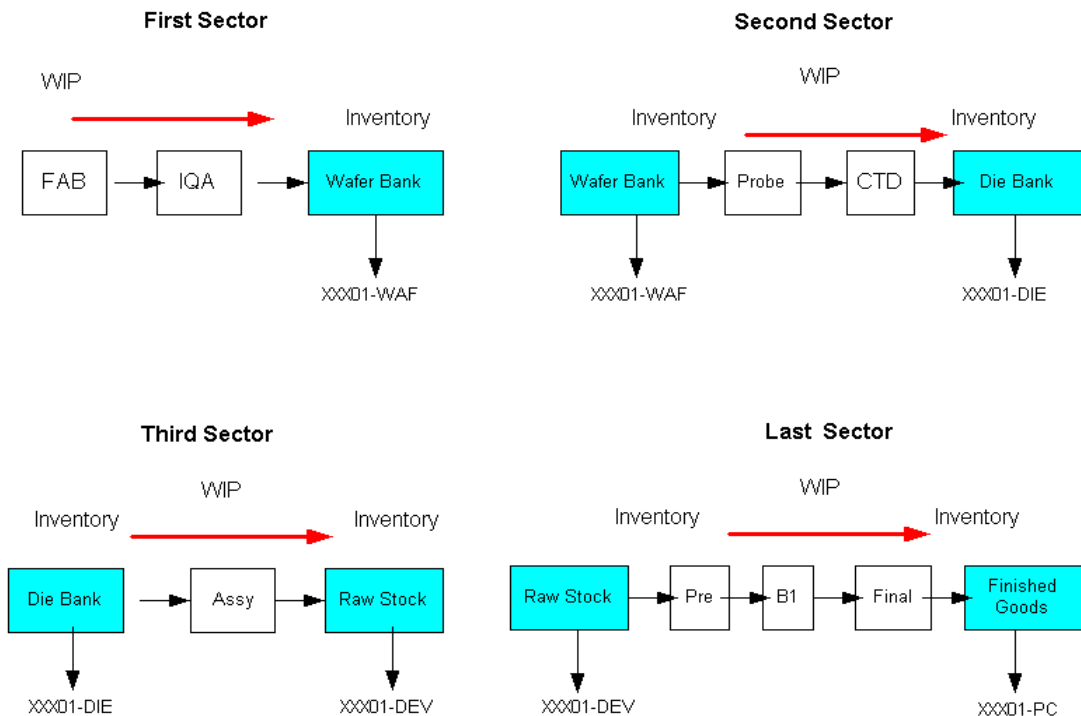 First Sector
WIP
Inventory
FAB
IQA
Wafer Bank
XXX01-WAF
Second Sector
WIP
Inventory
Inventory
Wafer Bank
Probe
CTD
Die Bank
XXX01-WAF
XXX01-DIE
Third Sector
WIP
Inventory
Inventory
Die Bank
Assy
Raw Stock
XXX01-DIE
XXX01-DEV
Last Sector
WIP
Inventory
Inventory
Raw Stock
Pre
B1
Final
Finished
Goods
XXX01-DEV
XXX01-PC